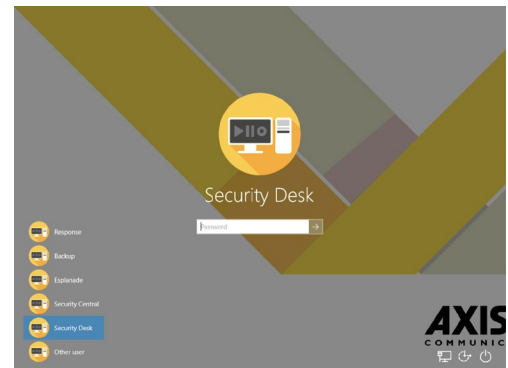 Security Desk
Password
Response
Backup
Esplanade
Security Central
Security Desk
Other user
AXIS
COMMUNIC